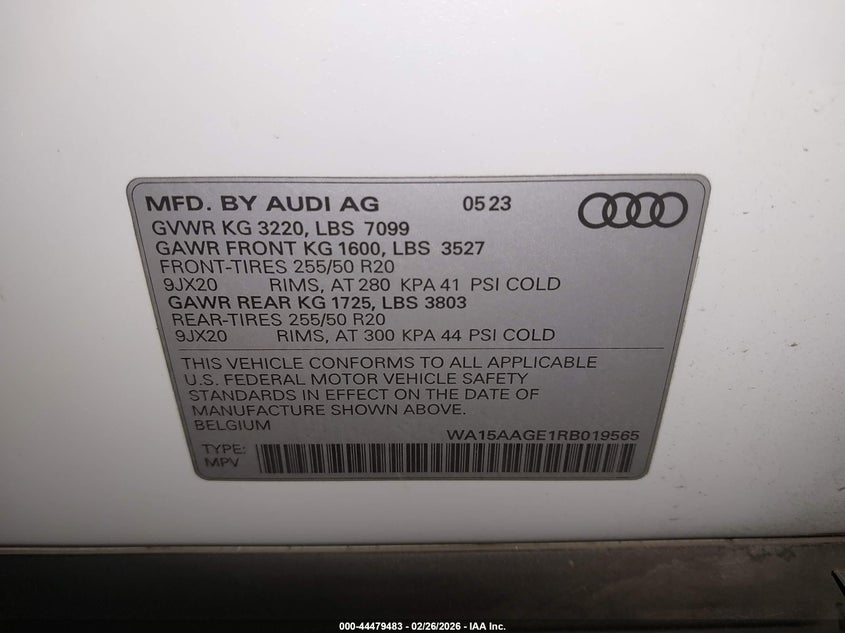 MFD. BY AUDI AG 05 23
GVWR KG 3220, LBS 7099
GAWR FRONT KG 1600, LBS 3527
FRONT-TIRES 255/50 R20
9JX20 RIMS, AT 280 KPA 41 PSI COLD
GAWR REAR KG 1725, LBS 3803
REAR-TIRES 255/50 R20
9JX20 RIMS, AT 300 KPA 44 PSI COLD
THIS VEHICLE CONFORMS TO ALL APPLICABLE
U.S. FEDERAL MOTOR VEHICLE SAFETY
STANDARDS IN EFFECT ON THE DATE OF
MANUFACTURE SHOWN ABOVE.
BELGIUM
WA15AAGE1RB019565
TYPE:
MPV
000-44479483 - 02/26/2026 - IAA Inc.